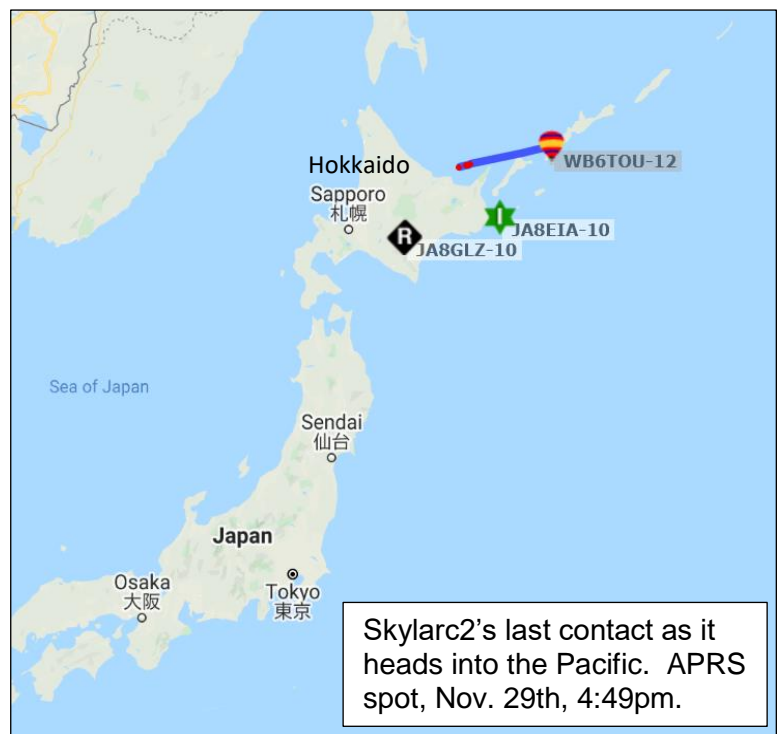 Hokkaido
WB6TOU-12
Sapporo
札幌
JA8EIA-10
R
I
JA8GLZ-10
Sea of Japan
Sendai
仙台
Japan
Osaka
大阪
Tokyo
東京
Skylarc2's last contact as it
heads into the Pacific.  APRS
spot, Nov. 29th, 4:49pm.